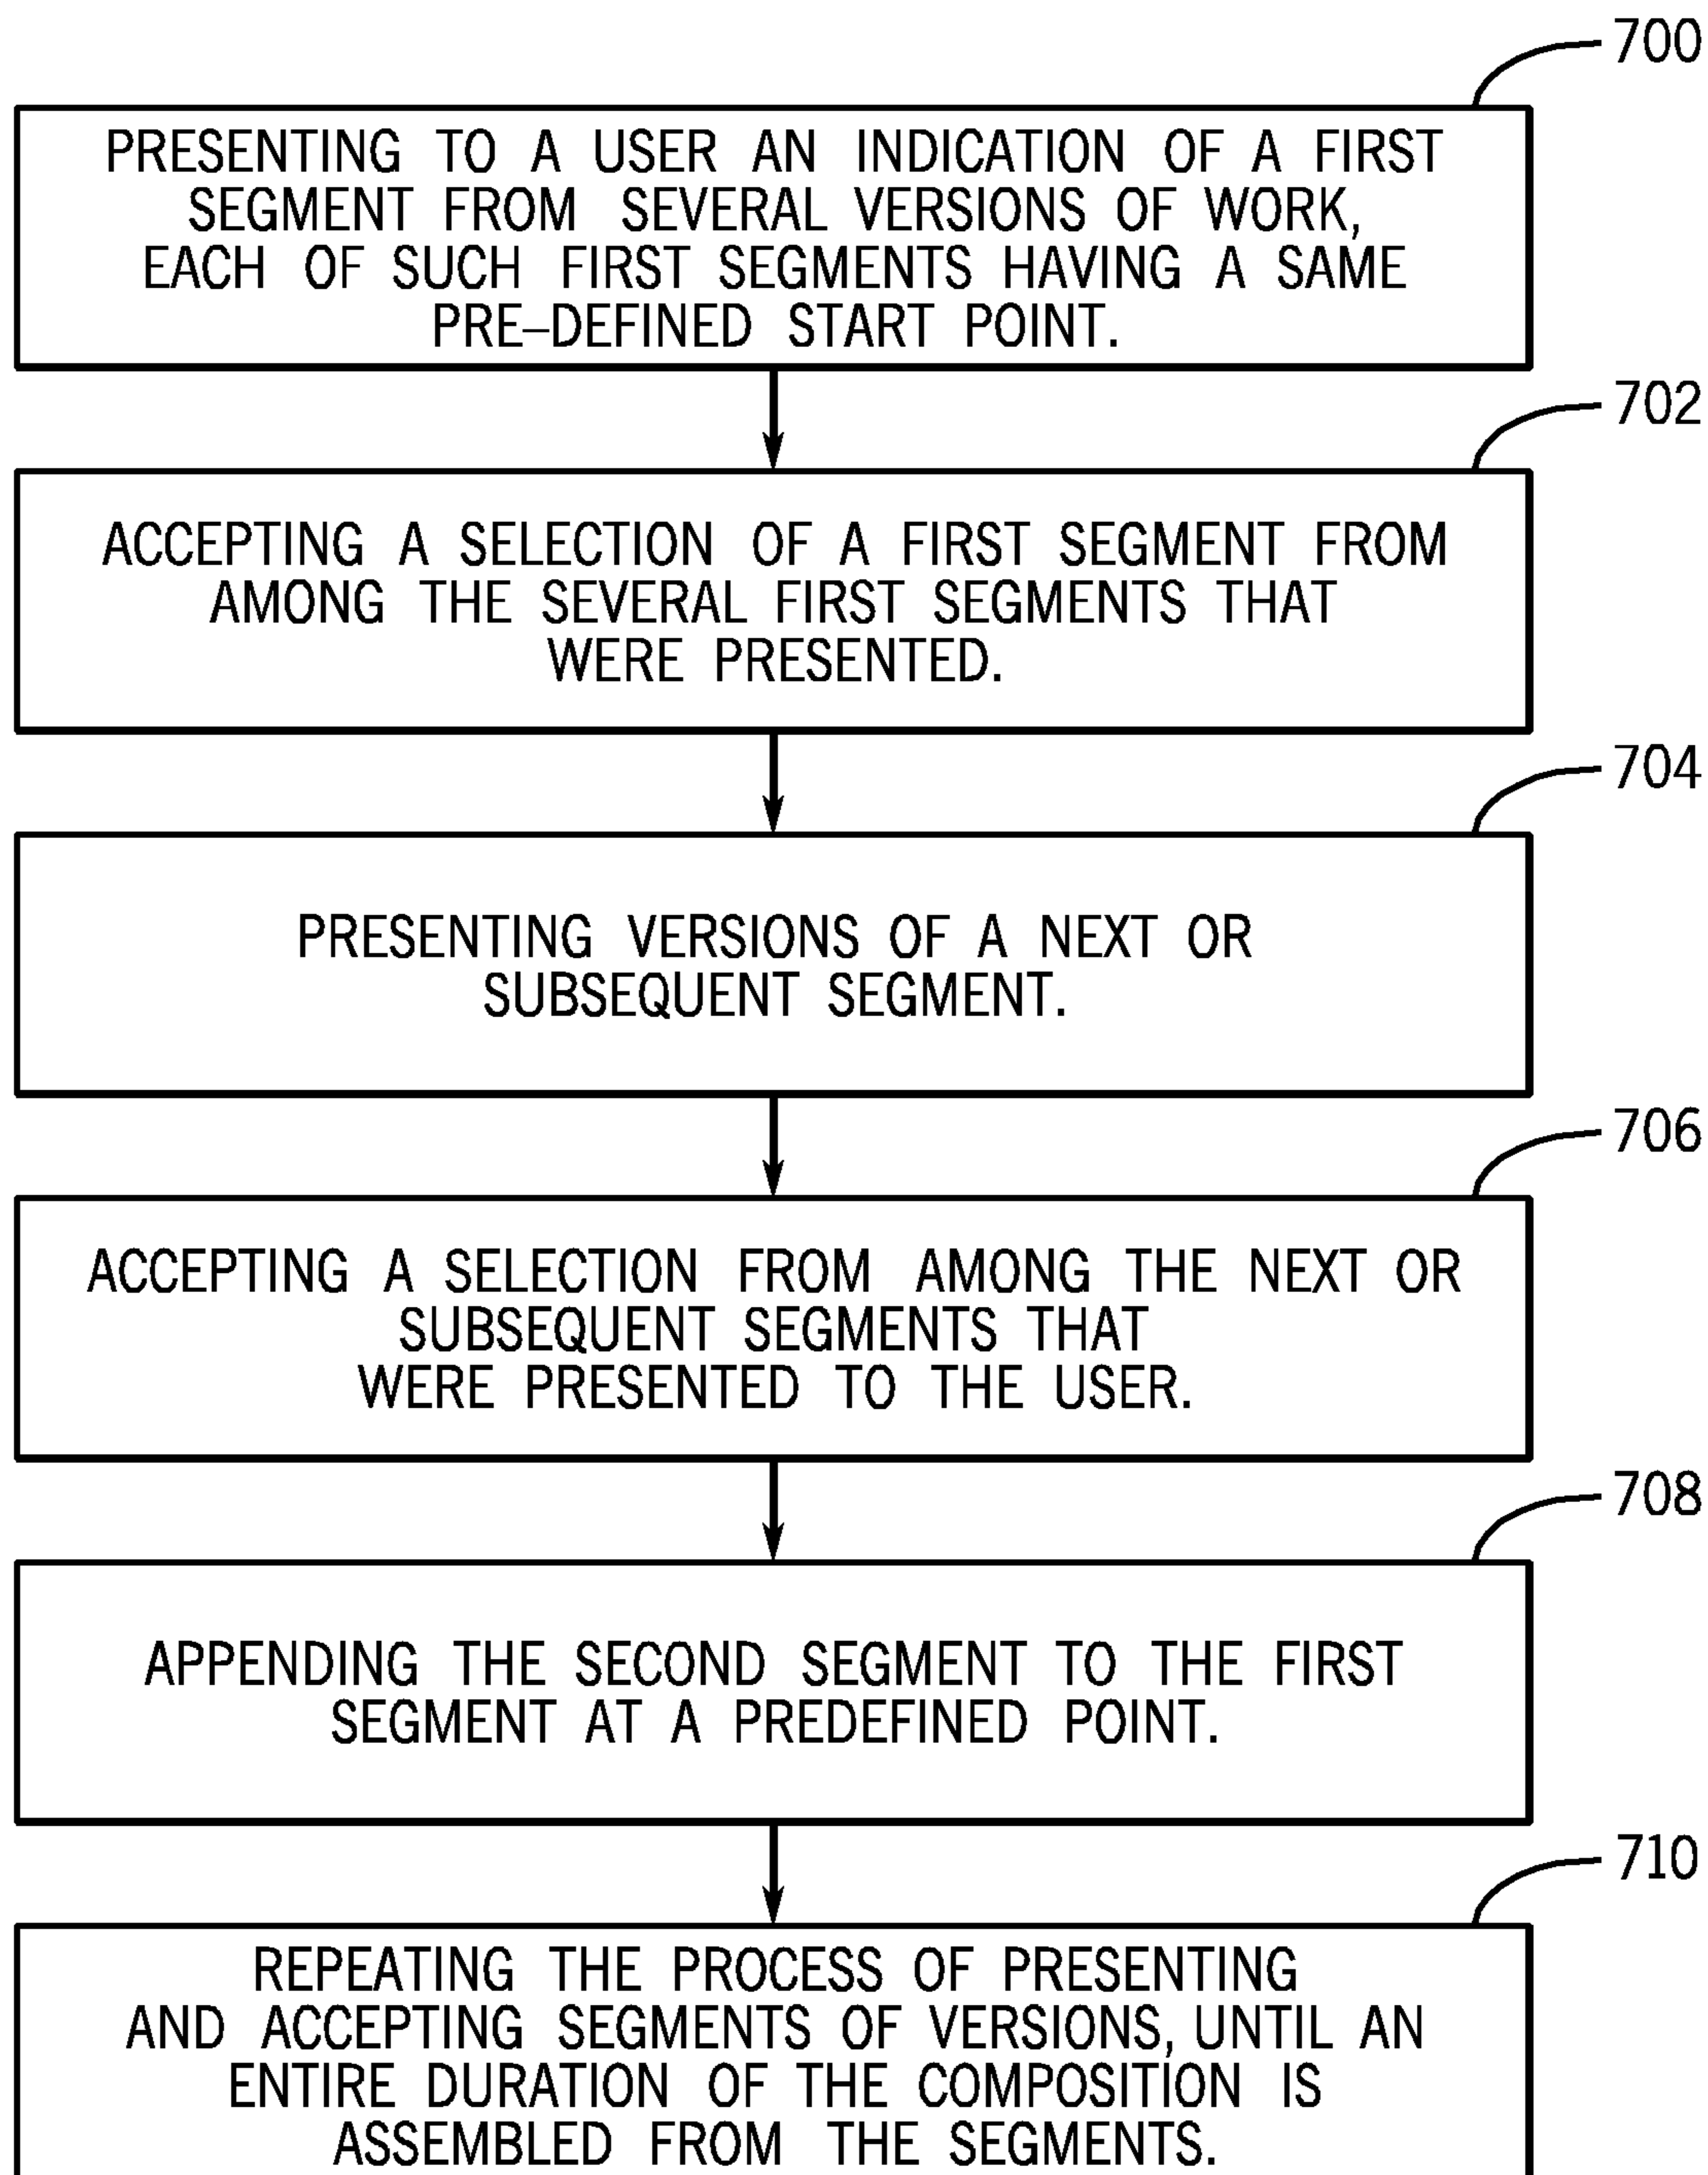 700
PRESENTING TO A USER AN INDICATION OF A FIRST
SEGMENT FROM SEVERAL VERSIONS OF WORK,
EACH OF SUCH FIRST SEGMENTS HAVING A SAME
PRE–DEFINED START POINT.
702
ACCEPTING A SELECTION OF A FIRST SEGMENT FROM
AMONG THE SEVERAL FIRST SEGMENTS THAT
WERE PRESENTED.
704
PRESENTING VERSIONS OF A NEXT OR
SUBSEQUENT SEGMENT.
706
ACCEPTING A SELECTION FROM AMONG THE NEXT OR
SUBSEQUENT SEGMENTS THAT
WERE PRESENTED TO THE USER.
708
APPENDING THE SECOND SEGMENT TO THE FIRST
SEGMENT AT A PREDEFINED POINT.
710
REPEATING THE PROCESS OF PRESENTING
AND ACCEPTING SEGMENTS OF VERSIONS, UNTIL AN
ENTIRE DURATION OF THE COMPOSITION IS
ASSEMBLED FROM THE SEGMENTS.